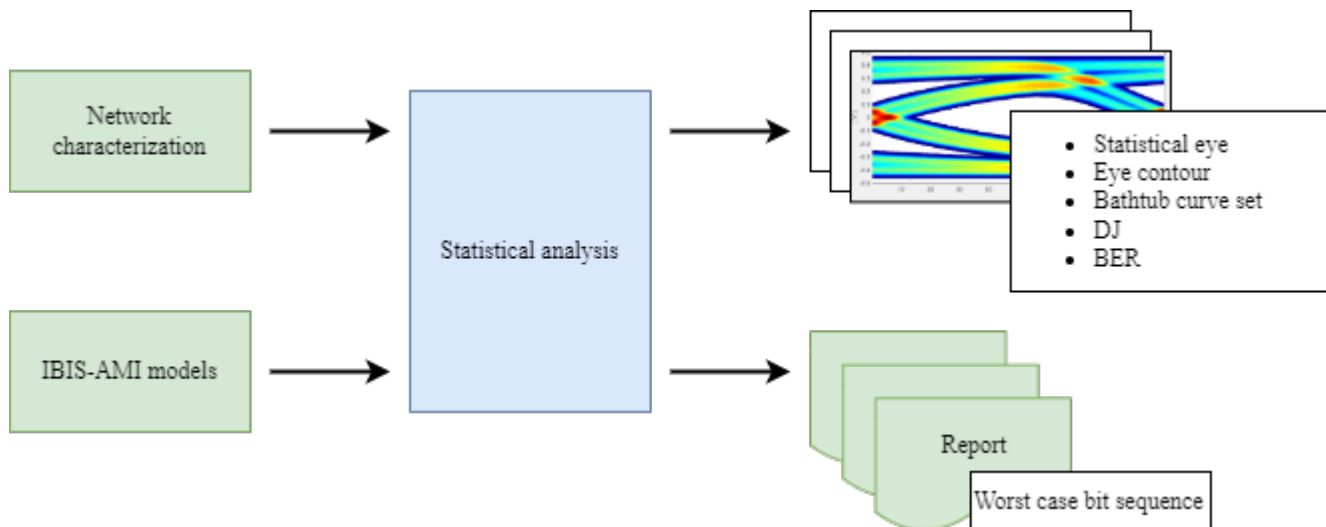 Network
characterization
IBIS-AMI models
Statistical analysis
Statistical eye
Eye contour
Bathtub curve set
DJ
BER
Report
Worst case bit sequence